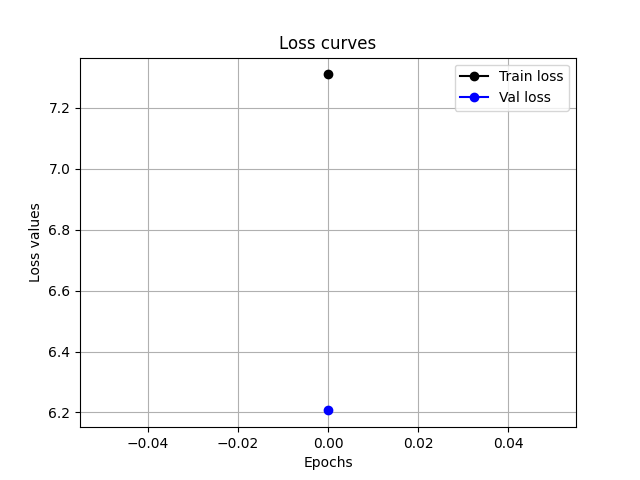 Loss curves
Train loss
Val loss
7.2
7.0
6.8
6.6
6.4
6.2
Loss values
−0.04
−0.02
0.00
0.02
0.04
Epochs